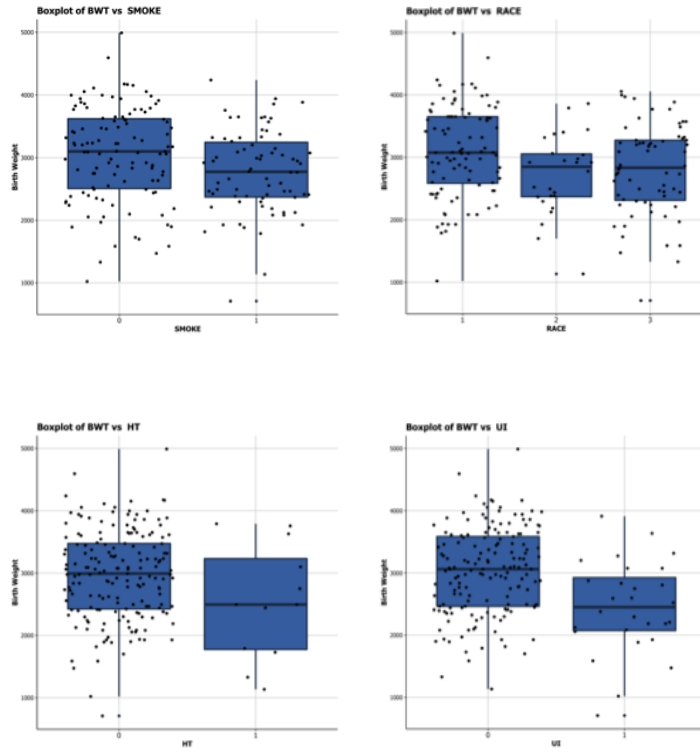 Boxplot of BWT vs SMOKE
Birth Weight
5000
4000
3000
2000
1000
0
1
SMOKE
Boxplot of BWT vs RACE
Birth Weight
5000
4000
3000
2000
1000
1
2
3
RACE
Boxplot of BWT vs HT
Birth Weight
5000
4000
3000
2000
1000
0
1
HT
Boxplot of BWT vs UI
Birth Weight
5000
4000
3000
2000
1000
0
1
UI